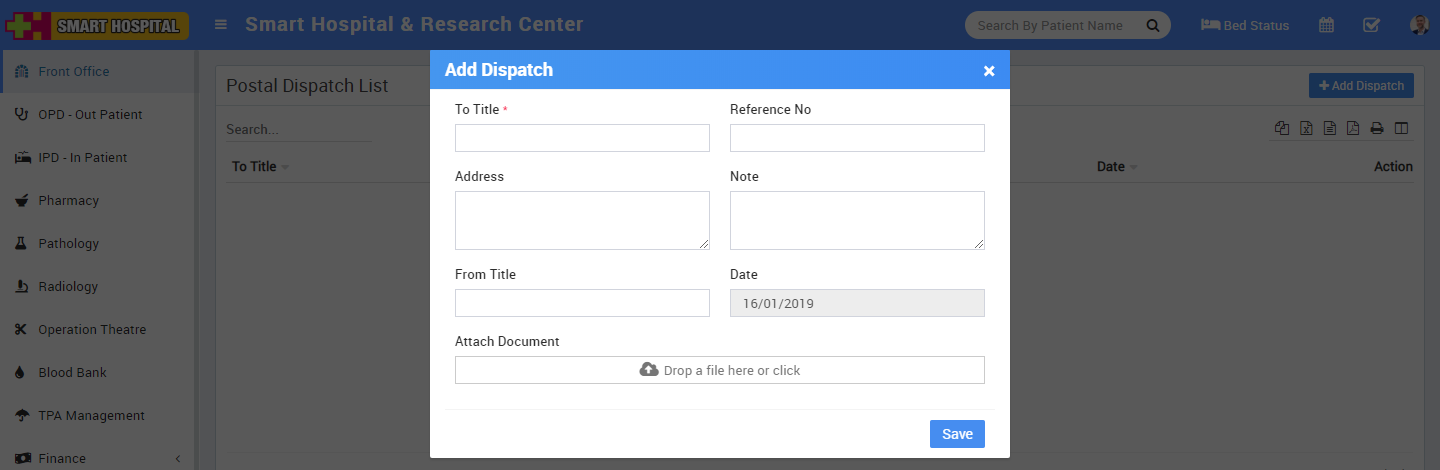 SMART HOSPITAL
Smart Hospital & Research Center
Search By Patient Name
Bed Status
Front Office
OPD - Out Patient
IPD - In Patient
Pharmacy
Pathology
Radiology
Operation Theatre
Blood Bank
TPA Management
Finance
Postal Dispatch List
+ Add Dispatch
Search...
To Title
Date
Action
Add Dispatch ×
To Title * Reference No
Address Note
From Title Date
16/01/2019
Attach Document
Drop a file here or click
Save